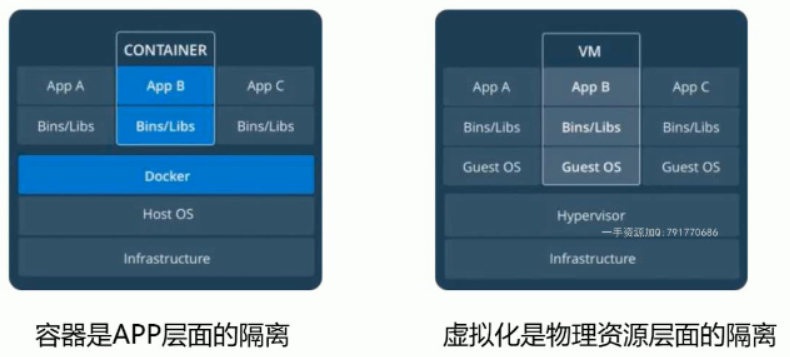 CONTAINER
App A App B App C
Bins/Libs Bins/Libs Bins/Libs
Docker
Host OS
Infrastructure
容器是APP层面的隔离
VM
App A App B App C
Bins/Libs Bins/Libs Bins/Libs
Guest OS Guest OS Guest OS
Hypervisor
一手资源加Q:791770686
Infrastructure
虚拟化是物理资源层面的隔离